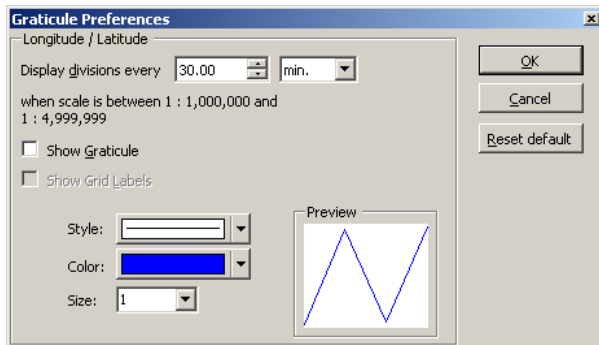 Graticule Preferences
Longitude / Latitude
Display divisions every 30.00 min.
when scale is between 1 : 1,000,000 and
1 : 4,999,999
Show Graticule
Show Grid Labels
Style:
Color:
Size: 1
Preview
OK
Cancel
Reset default